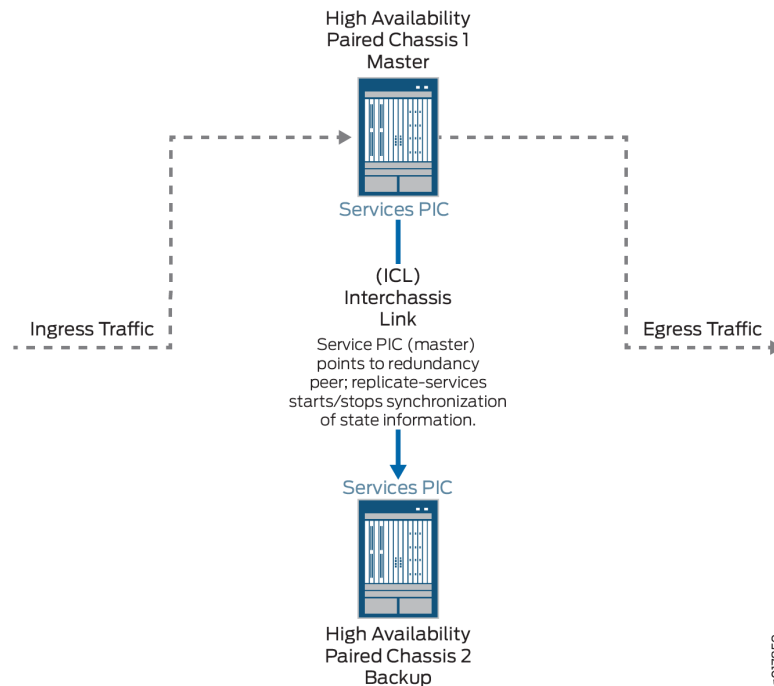 High Availability
Paired Chassis 1
Master
Services PIC
(ICL)
Interchassis
Link
Ingress Traffic
Egress Traffic
Service PIC (master)
points to redundancy
peer; replicate-services
starts/stops synchronization
of state information.
Services PIC
High Availability
Paired Chassis 2
Backup